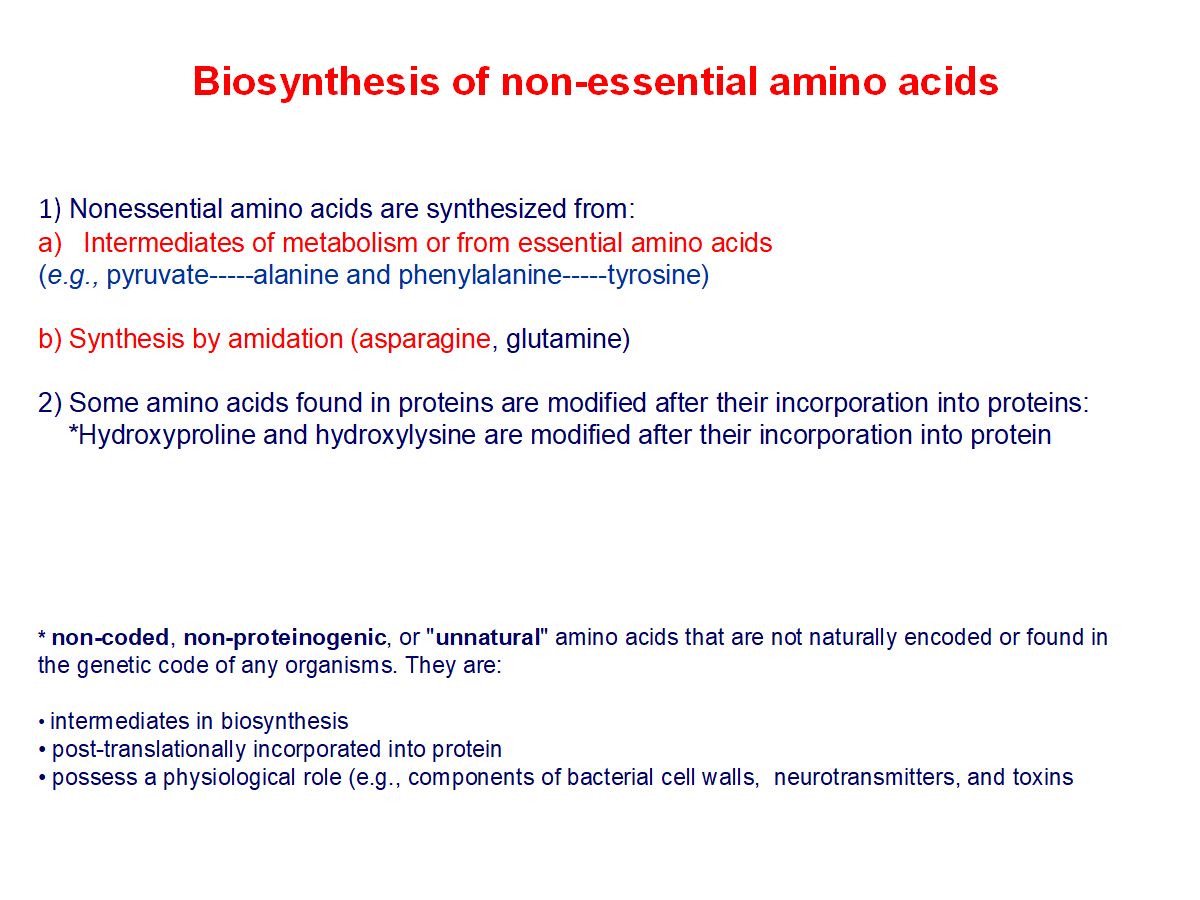 Biosynthesis of non-essential amino acids
1) Nonessential amino acids are synthesized from:
a) Intermediates of metabolism or from essential amino acids
(e.g., pyruvate-----alanine and phenylalanine-----tyrosine)
b) Synthesis by amidation (asparagine, glutamine)
2) Some amino acids found in proteins are modified after their incorporation into proteins:
*Hydroxyproline and hydroxylysine are modified after their incorporation into protein
* non-coded, non-proteinogenic, or "unnatural" amino acids that are not naturally encoded or found in
the genetic code of any organisms. They are:
• intermediates in biosynthesis
• post-translationally incorporated into protein
• possess a physiological role (e.g., components of bacterial cell walls,  neurotransmitters, and toxins